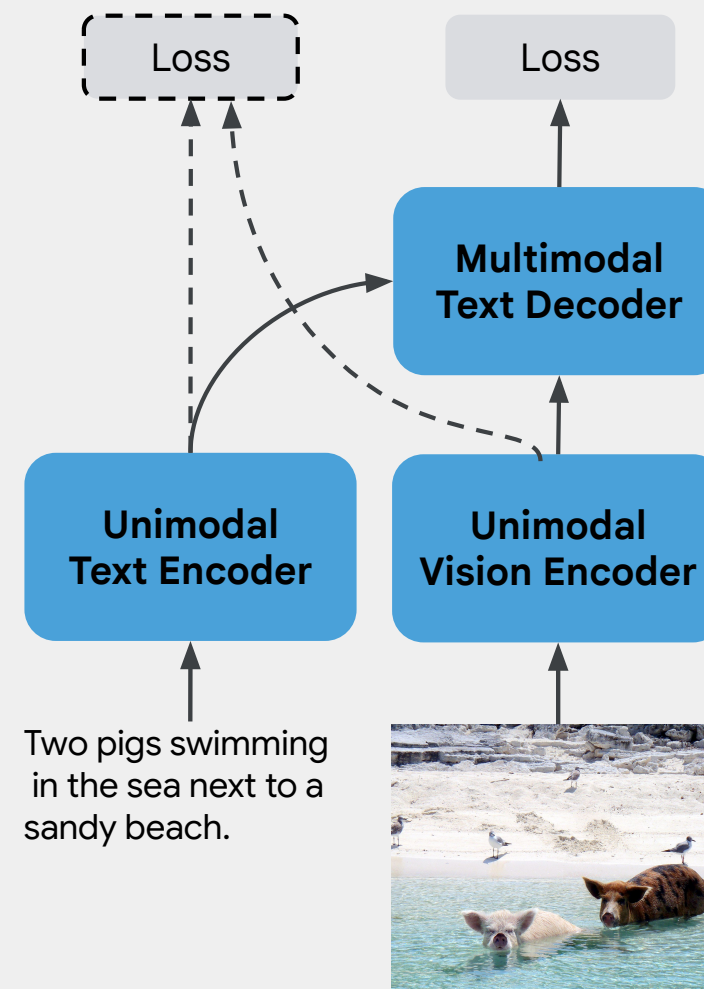 Loss
Loss
Multimodal
Text Decoder
Unimodal
Text Encoder
Unimodal
Vision Encoder
Two pigs swimming
in the sea next to a
sandy beach.